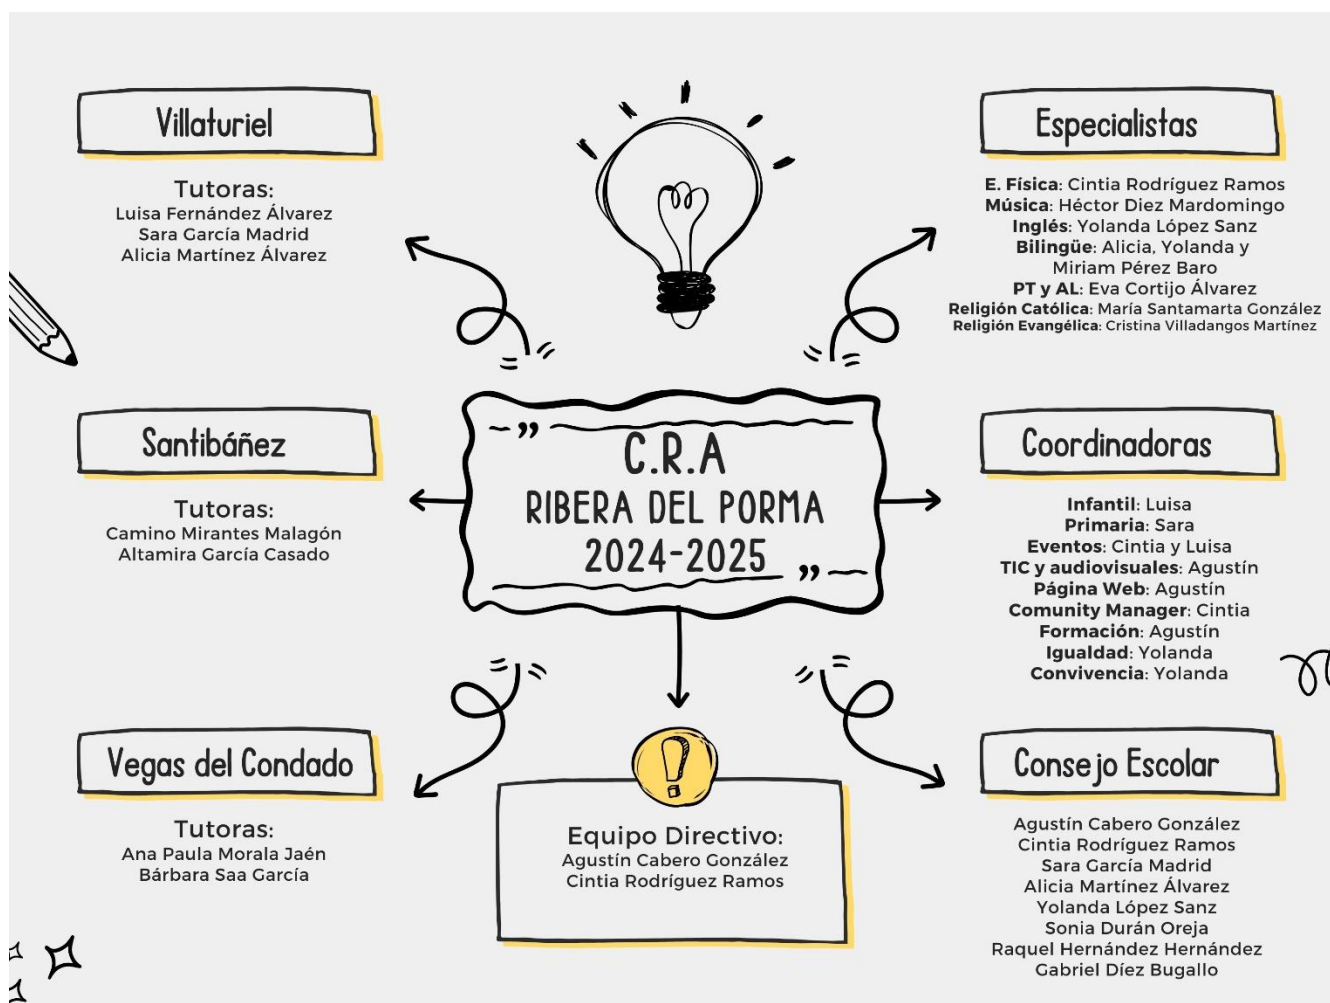 Villaturiel
Tutoras:
Luisa Fernández Álvarez
Sara García Madrid
Alicia Martínez Álvarez
Especialistas
E. Física: Cintia Rodríguez Ramos
Música: Héctor Diez Mardomingo
Inglés: Yolanda López Sanz
Bilingüe: Alicia, Yolanda y
Miriam Pérez Baro
PT y AL: Eva Cortijo Álvarez
Religión Católica: María Santamarta González
Religión Evangélica: Cristina Villadangos Martínez
Santibáñez
Tutoras:
Camino Mirantes Malagón
Altamira García Casado
C.R.A
RIBERA DEL PORMA
2024-2025
Coordinadoras
Infantil: Luisa
Primaria: Sara
Eventos: Cintia y Luisa
TIC y audiovisuales: Agustín
Página Web: Agustín
Comunity Manager: Cintia
Formación: Agustín
Igualdad: Yolanda
Convivencia: Yolanda
Vegas del Condado
Tutoras:
Ana Paula Morala Jaén
Bárbara Saa García
Equipo Directivo:
Agustín Cabero González
Cintia Rodríguez Ramos
Consejo Escolar
Agustín Cabero González
Cintia Rodríguez Ramos
Sara García Madrid
Alicia Martínez Álvarez
Yolanda López Sanz
Sonia Durán Oreja
Raquel Hernández Hernández
Gabriel Díez Bugallo